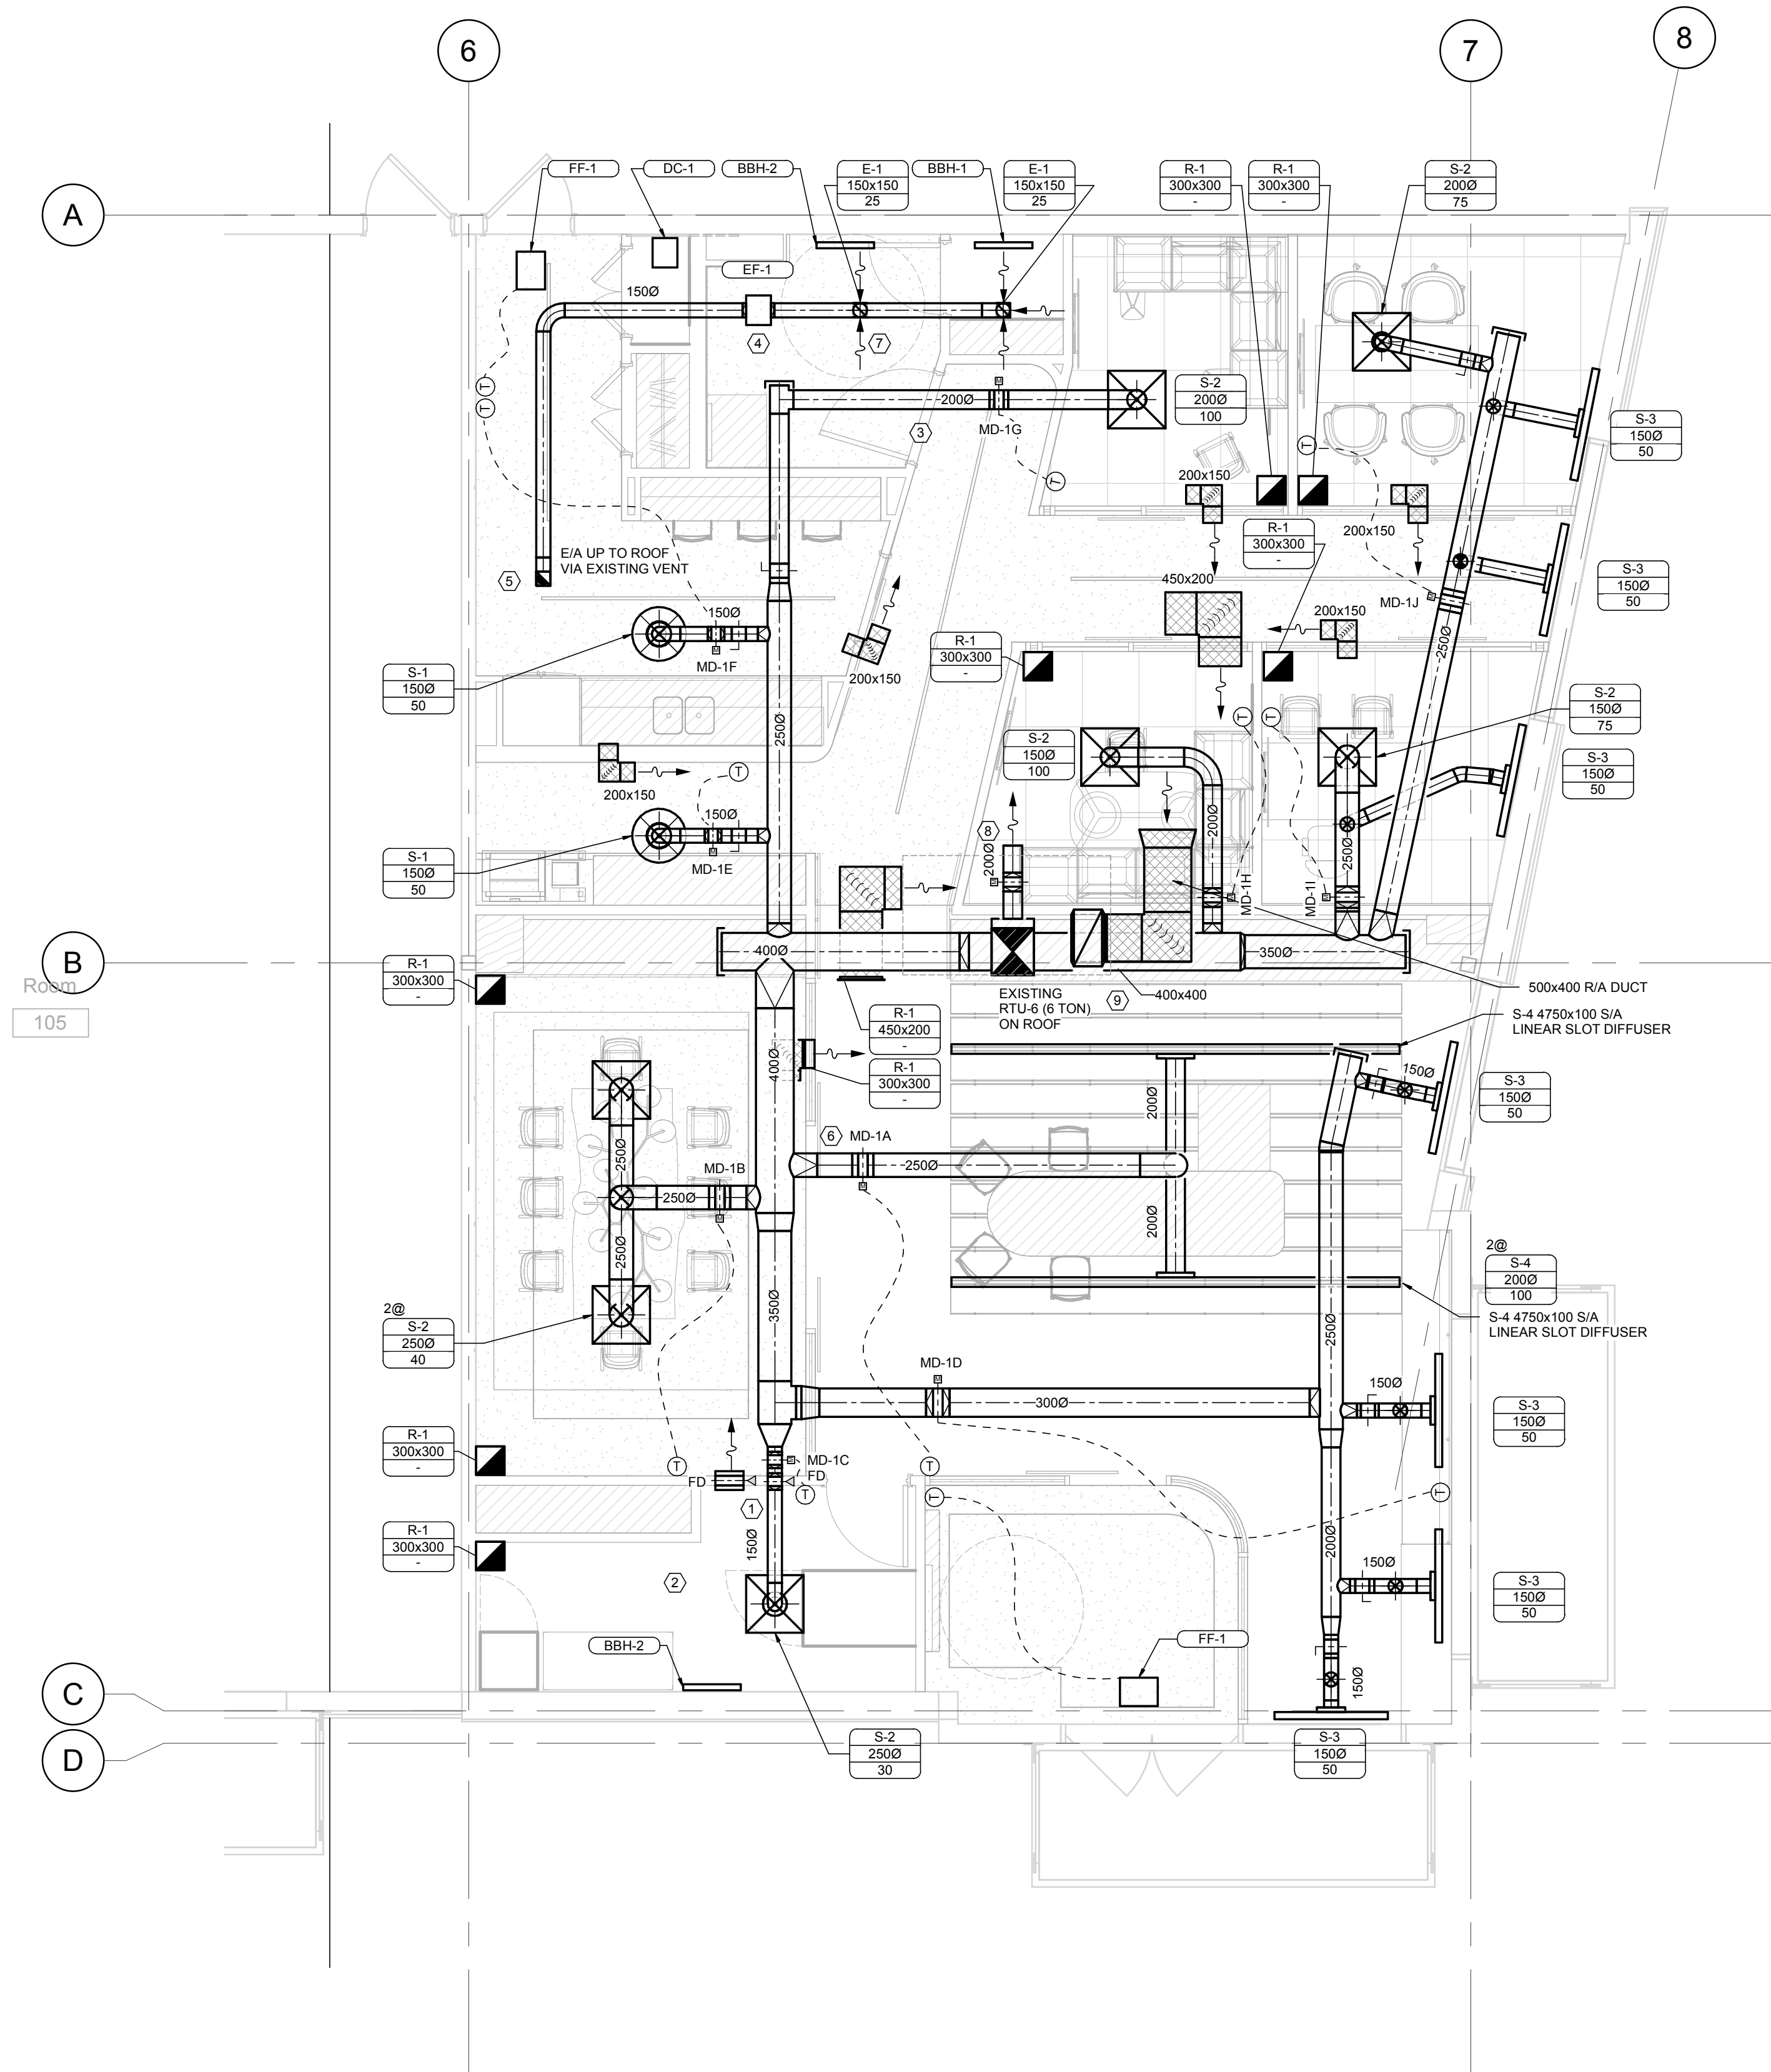 6
7
8
A
FF-1
DC-1
BBH-2
E-1
150x150
25
BBH-1
E-1
150x150
25
R-1
300x300
-
R-1
300x300
-
S-2
200Ø
75
EF-1
150Ø
4
7
T
T
200Ø
MD-1G
3
S-2
200Ø
100
T
T
S-3
150Ø
50
200x150
200x150
R-1
300x300
-
E/A UP TO ROOF
VIA EXISTING VENT
5
450x200
S-3
150Ø
50
MD-1J
150Ø
MD-1F
200x150
R-1
300x300
-
200x150
250Ø
S-1
150Ø
50
200x150
250Ø
T
T
S-2
150Ø
75
S-2
150Ø
100
S-3
150Ø
50
T
200x150
150Ø
MD-1E
8
200Ø
200Ø
250Ø
MD-1H
MD-1I
S-1
150Ø
50
B
400Ø
350Ø
Room
105
R-1
300x300
-
EXISTING
RTU-6 (6 TON)
ON ROOF
9
400x400
500x400 R/A DUCT
S-4 4750x100 S/A
LINEAR SLOT DIFFUSER
R-1
450x200
-
R-1
300x300
-
400Ø
200Ø
150Ø
S-3
150Ø
50
6
MD-1A
250Ø
250Ø
MD-1B
250Ø
250Ø
200Ø
2@
S-4
200Ø
100
S-4 4750x100 S/A
LINEAR SLOT DIFFUSER
2@
S-2
250Ø
40
350Ø
250Ø
MD-1D
300Ø
150Ø
S-3
150Ø
50
R-1
300x300
-
T
MD-1C
FD
FD
T
T
T
T
1
150Ø
R-1
300x300
-
2
200Ø
150Ø
S-3
150Ø
50
BBH-2
FF-1
150Ø
C
D
S-2
250Ø
30
S-3
150Ø
50